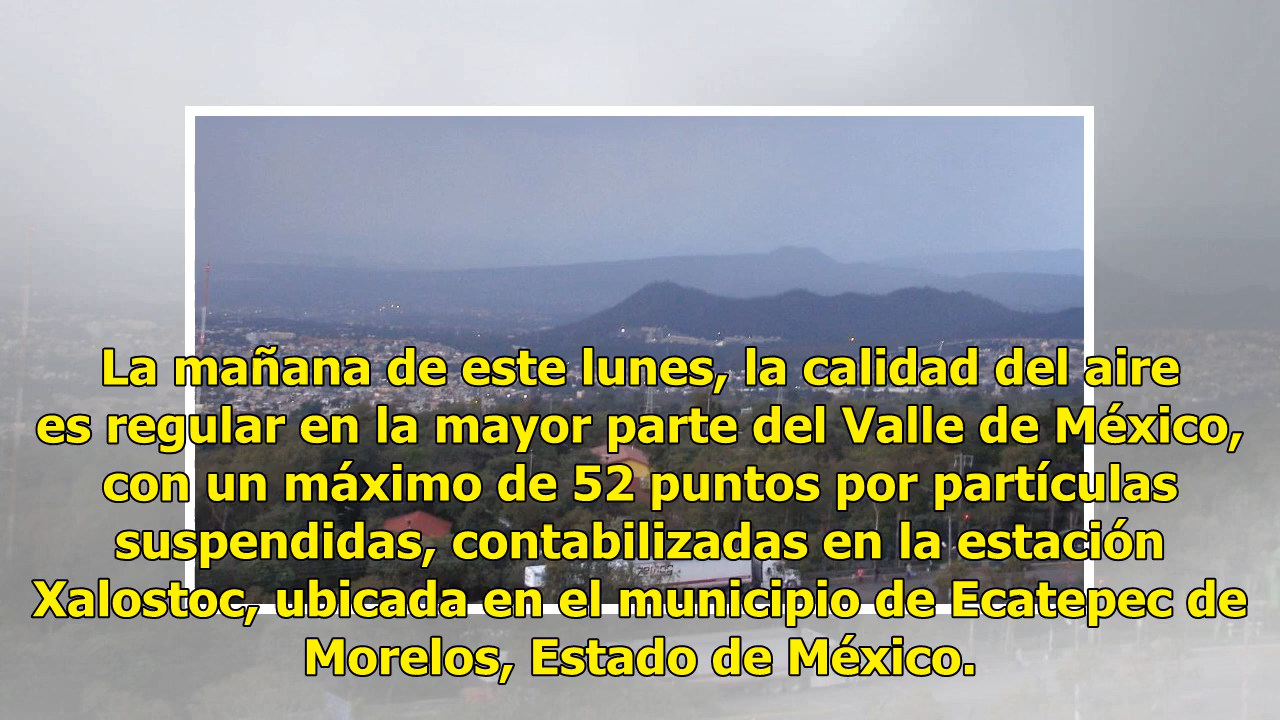 La mañana de este lunes, la calidad del aire
es regular en la mayor parte del Valle de México,
con un máximo de 52 puntos por partículas
suspendidas, contabilizadas en la estación
Xalostoc, ubicada en el municipio de Ecatepec de
Morelos, Estado de México.